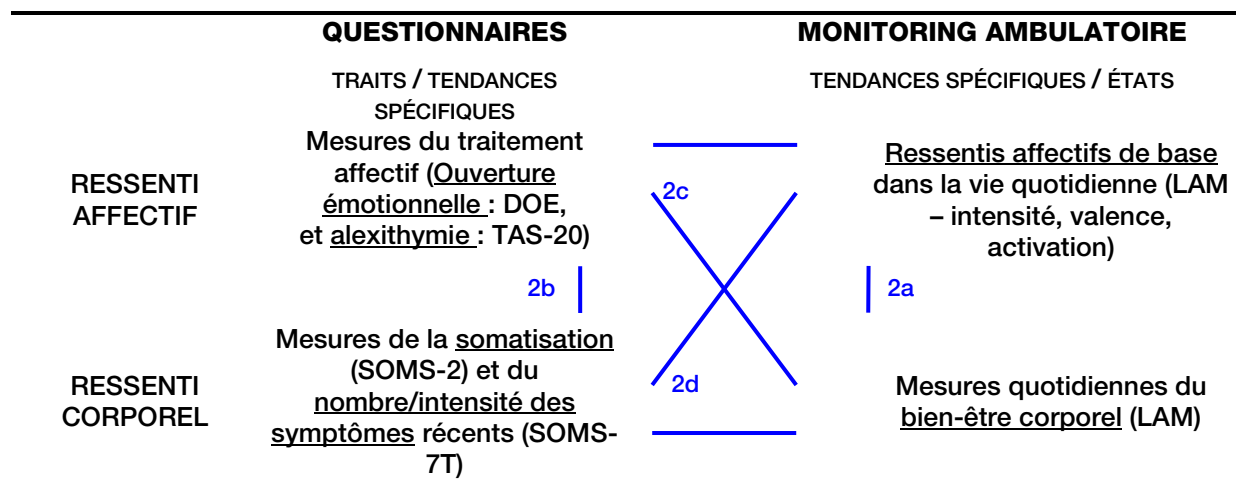 QUESTIONNAIRES
MONITORING AMBULATOIRE
TRAITS / TENDANCES
SPÉCIFIQUES
TENDANCES SPÉCIFIQUES / ÉTATS
RESSENTI
AFFECTIF
Mesures du traitement
affectif (Ouverture
émotionnelle : DOE,
et alexithymie : TAS-20)
2c
Ressentis affectifs de base
dans la vie quotidienne (LAM
– intensité, valence,
activation)
2b
2a
RESSENTI
CORPOREL
Mesures de la somatisation
(SOMS-2) et du
nombre/intensité des
symptômes récents (SOMS-
7T)
2d
Mesures quotidiennes du
bien-être corporel (LAM)